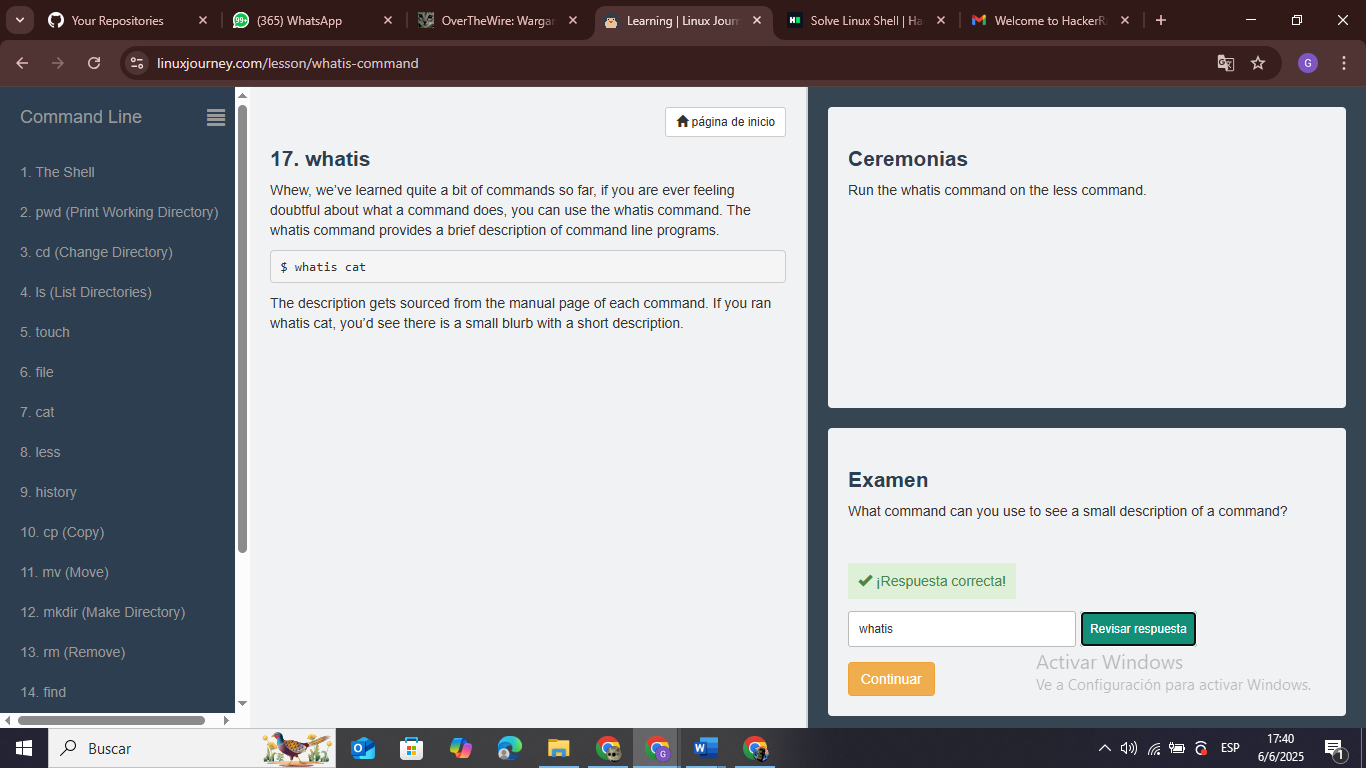 Your Repositories
(365) WhatsApp
OverTheWire: Wargam
Learning | Linux Journ
Solve Linux Shell | Ha
Welcome to HackerRa
linuxjourney.com/lesson/whatis-command
G
Command Line
1. The Shell
2. pwd (Print Working Directory)
3. cd (Change Directory)
4. ls (List Directories)
5. touch
6. file
7. cat
8. less
9. history
10. cp (Copy)
11. mv (Move)
12. mkdir (Make Directory)
13. rm (Remove)
14. find
página de inicio
17. whatis
Whew, we've learned quite a bit of commands so far, if you are ever feeling
doubtful about what a command does, you can use the whatis command. The
whatis command provides a brief description of command line programs.
$ whatis cat
The description gets sourced from the manual page of each command. If you ran
whatis cat, you'd see there is a small blurb with a short description.
Ceremonias
Run the whatis command on the less command.
Examen
What command can you use to see a small description of a command?
¡Respuesta correcta!
whatis
Revisar respuesta
Continuar
Activar Windows
Ve a Configuración para activar Windows.
Buscar
ESP
17:40
6/6/2025
1